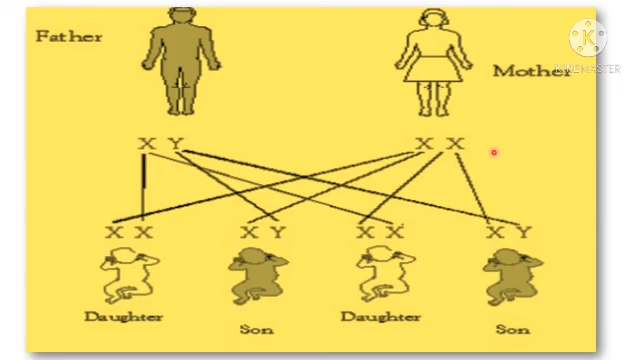 Father
Mother
KINEMASTER
X Y
X X
X X
X Y
X X
X Y
Daughter
Son
Daughter
Son